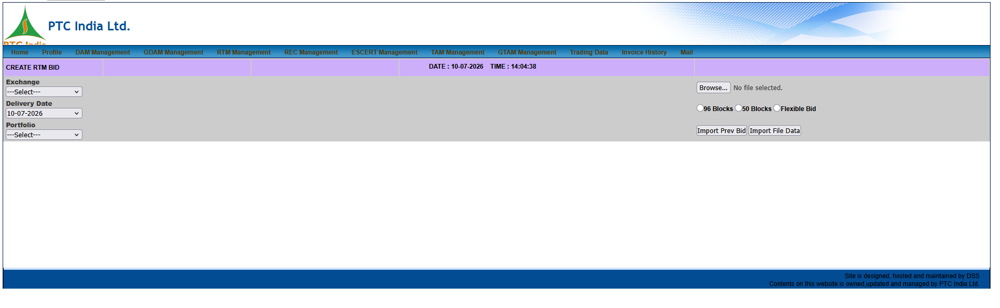 PTC India Ltd.
PTC India
Home Profile DAM Management GDAM Management RTM Management REC Management ESCERT Management TAM Management GTAM Management Trading Data Invoice History Mail
CREATE RTM BID DATE : 10-07-2026 TIME : 14:04:38
Exchange
---Select---
Browse... No file selected.
Delivery Date
10-07-2026
96 Blocks 50 Blocks Flexible Bid
Portfolio
---Select---
Import Prev Bid Import File Data
Site is designed, hosted and maintained by DSS
Contents on this website is owned,updated and managed by PTC India Ltd.